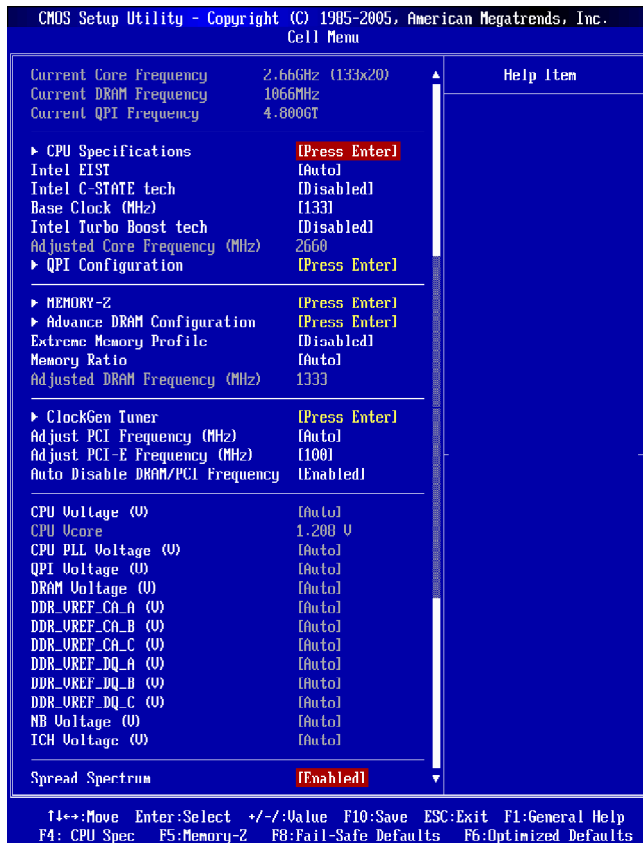 CMOS Setup Utility - Copyright (C) 1985-2005, American Megatrends, Inc.
Cell Menu
Help Item
Current Core Frequency 2.66GHz (133x20)
Current DRAM Frequency 1066MHz
Current QPI Frequency 4.800GT
▶ CPU Specifications [Press Enter]
Intel EIST [Auto]
Intel C-STATE tech [Disabled]
Base Clock (MHz) [133]
Intel Turbo Boost tech [Disabled]
Adjusted Core Frequency (MHz) 2660
▶ QPI Configuration [Press Enter]
▶ MEMORY-Z [Press Enter]
▶ Advance DRAM Configuration [Press Enter]
Extreme Memory Profile [Disabled]
Memory Ratio [Auto]
Adjusted DRAM Frequency (MHz) 1333
▶ ClockGen Tuner [Press Enter]
Adjust PCI Frequency (MHz) [Auto]
Adjust PCI-E Frequency (MHz) [100]
Auto Disable DRAM/PCI Frequency [Enabled]
CPU Voltage (V) [Auto]
CPU Vcore 1.208 V
CPU PLL Voltage (V) [Auto]
QPI Voltage (V) [Auto]
DRAM Voltage (V) [Auto]
DDR_VREF_CA_A (V) [Auto]
DDR_VREF_CA_B (V) [Auto]
DDR_VREF_CA_C (V) [Auto]
DDR_VREF_DQ_A (V) [Auto]
DDR_VREF_DQ_B (V) [Auto]
DDR_VREF_DQ_C (V) [Auto]
NB Voltage (V) [Auto]
ICH Voltage (V) [Auto]
Spread Spectrum [Enabled]
↑↓←→:Move Enter:Select +/-/:Value F10:Save ESC:Exit F1:General Help
F4: CPU Spec F5:Memory-Z F8:Fail-Safe Defaults F6:Optimized Defaults